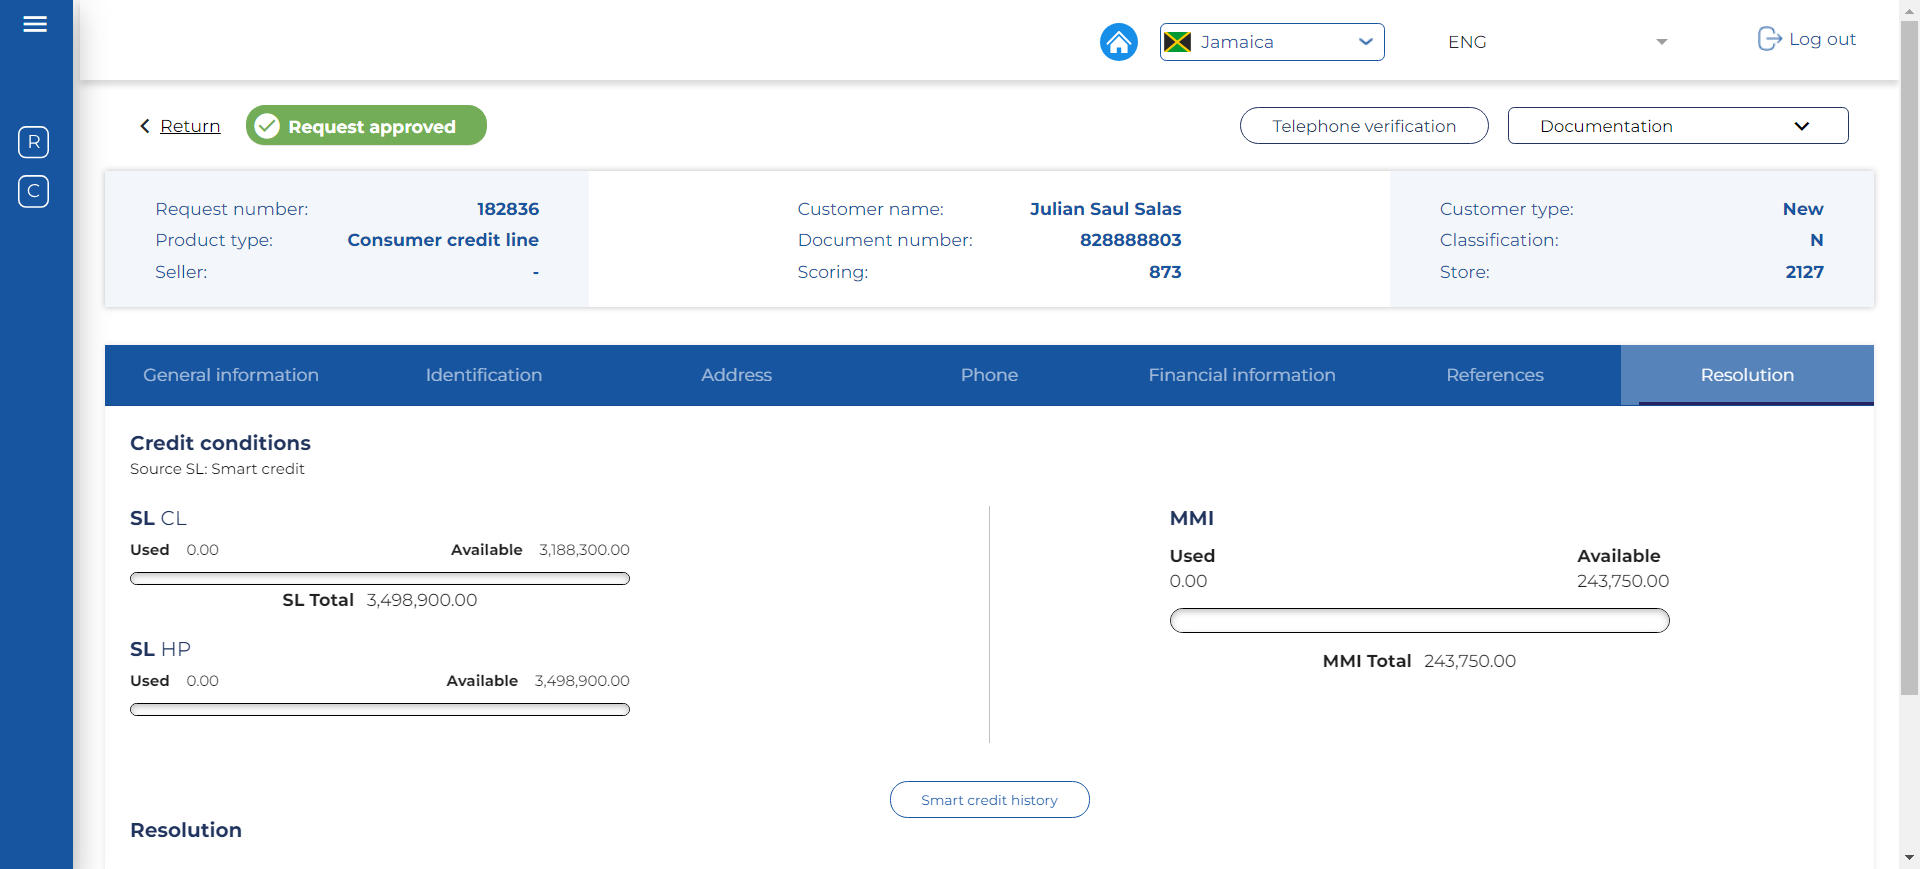 Jamaica
ENG
Log out
R
C
Return
Request approved
Telephone verification
Documentation
Request number: 182836
Product type: Consumer credit line
Seller: -
Customer name: Julian Saul Salas
Document number: 828888803
Scoring: 873
Customer type: New
Classification: N
Store: 2127
General information
Identification
Address
Phone
Financial information
References
Resolution
Credit conditions
Source SL: Smart credit
SL CL
Used 0.00 Available 3,188,300.00
SL Total 3,498,900.00
SL HP
Used 0.00 Available 3,498,900.00
MMI
Used Available
0.00 243,750.00
MMI Total 243,750.00
Smart credit history
Resolution